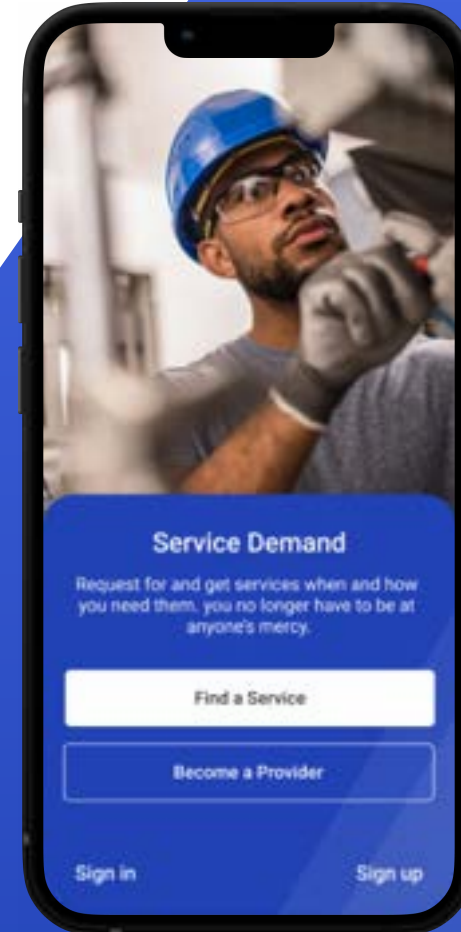 Service Demand
Request for and get services when and how
you need them. you no longer have to be at
anyone's mercy.
Find a Service
Become a Provider
Sign in
Sign up